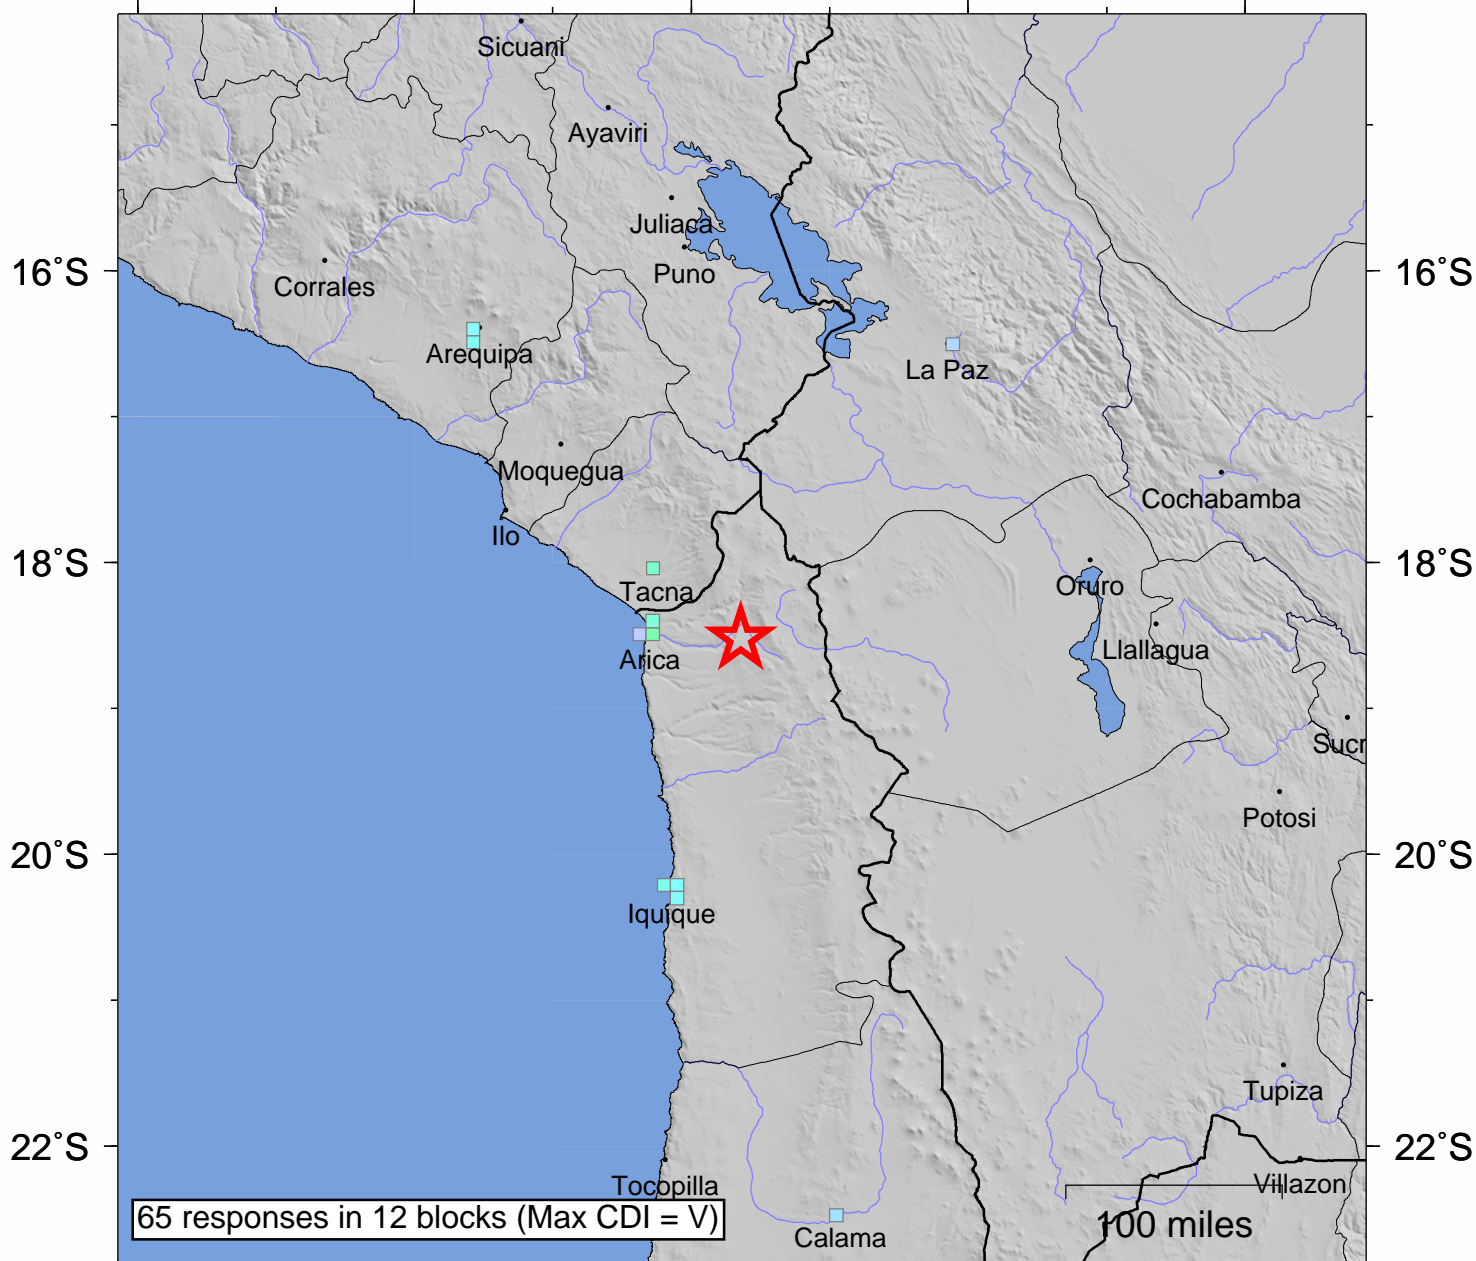 Sicuani
Ayaviri
Juliaca
Puno
16°S
16°S
Corrales
Arequipa
La Paz
Moquegua
Cochabamba
Ilo
18°S
18°S
Oruro
Tacna
Llallagua
Arica
Sucr
Potosi
20°S
20°S
Iquique
Tupiza
22°S
22°S
Tocopilla
Villazon
65 responses in 12 blocks (Max CDI = V)
100 miles
Calama